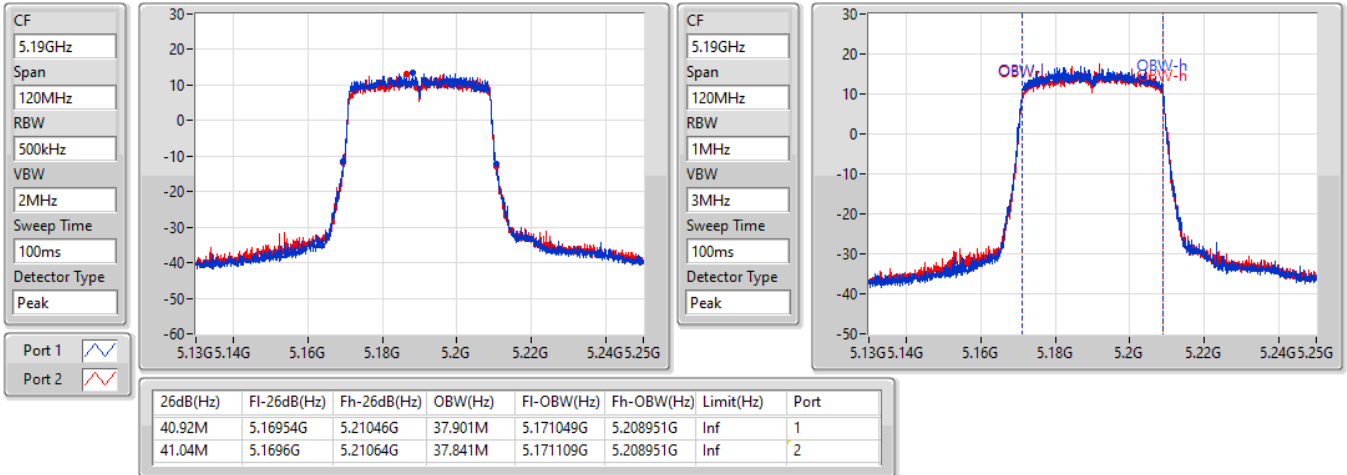 CF
5.19GHz
Span
120MHz
RBW
500kHz
VBW
2MHz
Sweep Time
100ms
Detector Type
Peak
Port 1
Port 2
30
20
10
0
-10
-20
-30
-40
-50
-60
5.13G 5.14G 5.16G 5.18G 5.2G 5.22G 5.24G 5.25G
CF
5.19GHz
Span
120MHz
RBW
1MHz
VBW
3MHz
Sweep Time
100ms
Detector Type
Peak
30
20
10
0
-10
-20
-30
-40
-50
OBW-l
OBW-h
OBW-h
5.13G 5.14G 5.16G 5.18G 5.2G 5.22G 5.24G 5.25G
26dB(Hz) Fl-26dB(Hz) Fh-26dB(Hz) OBW(Hz) Fl-OBW(Hz) Fh-OBW(Hz) Limit(Hz) Port
40.92M 5.16954G 5.21046G 37.901M 5.171049G 5.208951G Inf 1
41.04M 5.1696G 5.21064G 37.841M 5.171109G 5.208951G Inf 2